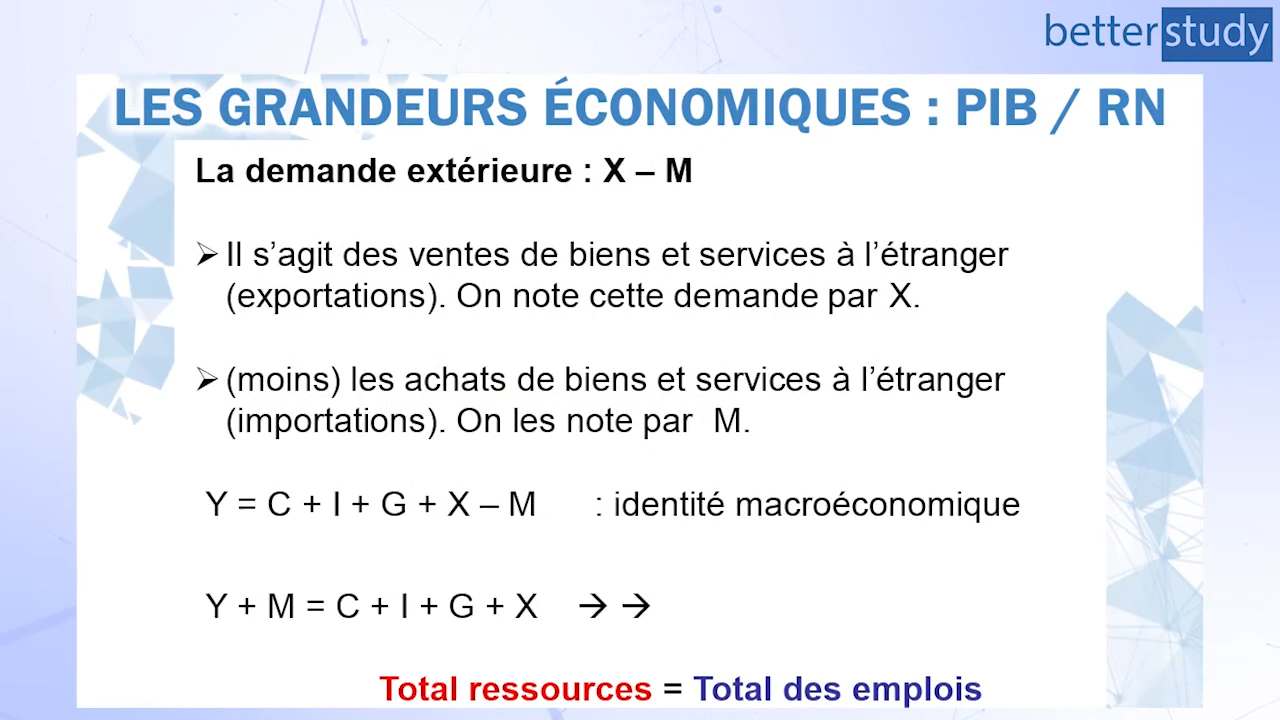 betterstudy
LES GRANDEURS ÉCONOMIQUES : PIB / RN
La demande extérieure : X – M
➢ Il s’agit des ventes de biens et services à l’étranger
(exportations). On note cette demande par X.
➢ (moins) les achats de biens et services à l’étranger
(importations). On les note par M.
Y = C + I + G + X – M : identité macroéconomique
Y + M = C + I + G + X → →
Total ressources = Total des emplois